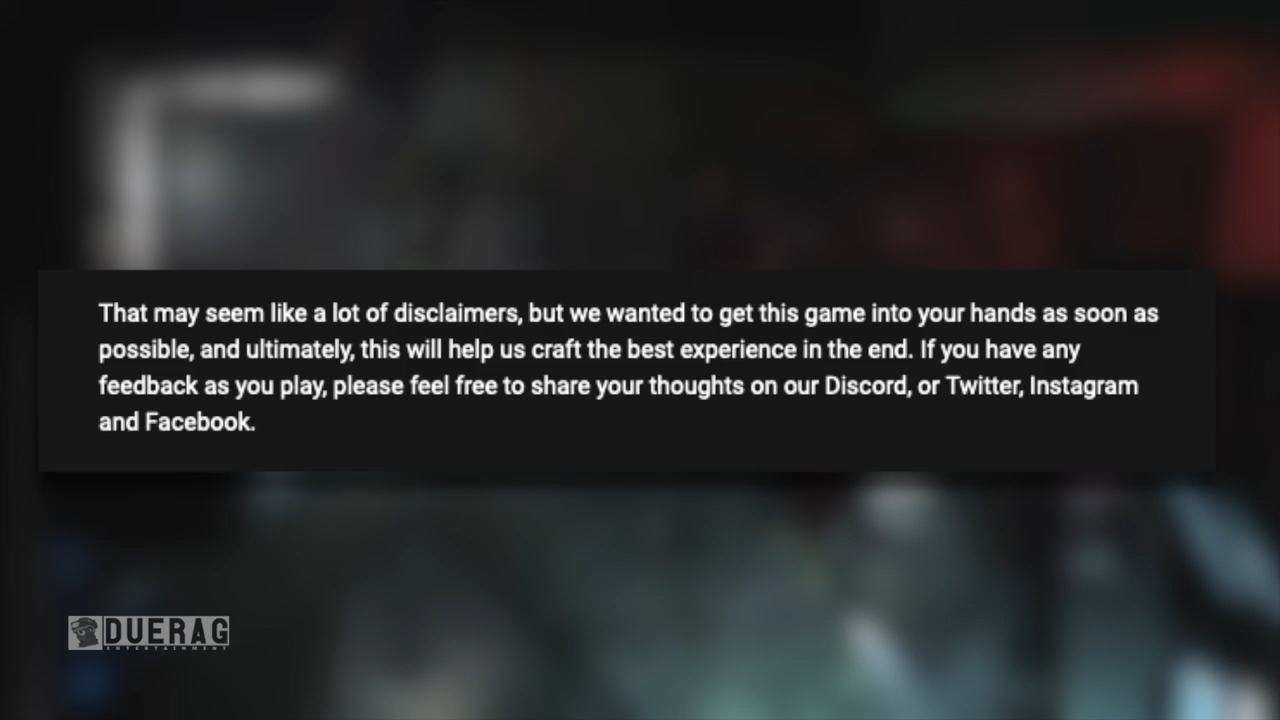 That may seem like a lot of disclaimers, but we wanted to get this game into your hands as soon as
possible, and ultimately, this will help us craft the best experience in the end. If you have any
feedback as you play, please feel free to share your thoughts on our Discord, or Twitter, Instagram
and Facebook.
DUERAG
ENTERTAINMENT